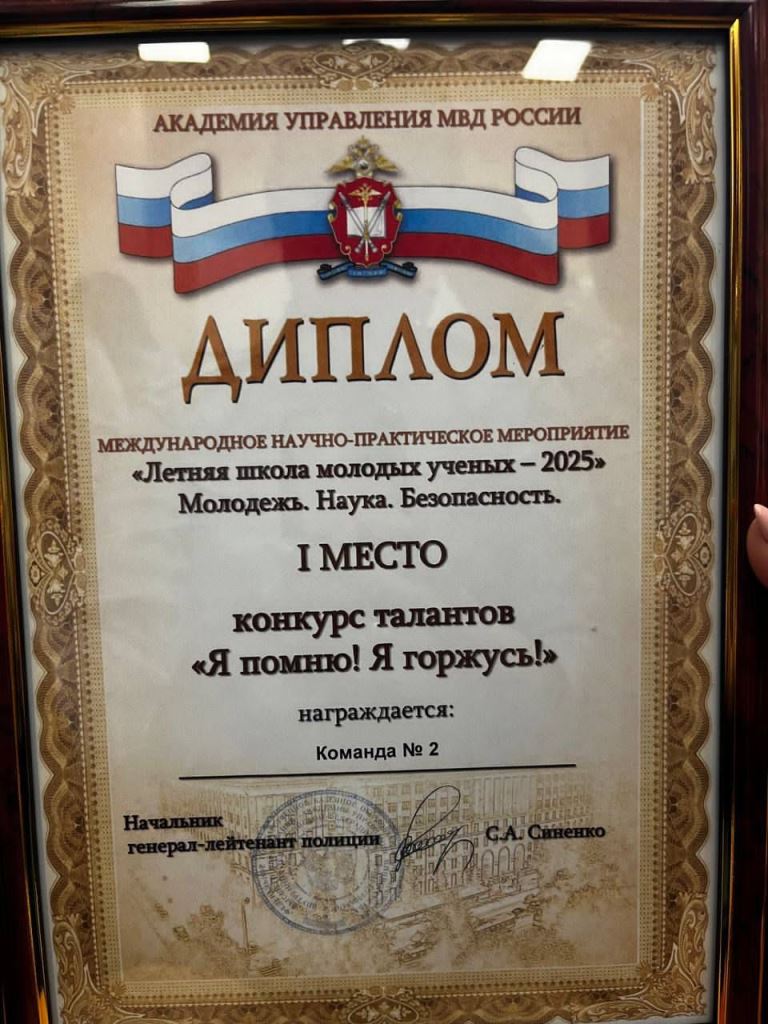 АКАДЕМИЯ УПРАВЛЕНИЯ МВД РОССИИ
ДИПЛОМ
МЕЖДУНАРОДНОЕ НАУЧНО-ПРАКТИЧЕСКОЕ МЕРОПРИЯТИЕ
«Летняя школа молодых ученых – 2025»
Молодежь. Наука. Безопасность.
I МЕСТО
конкурс талантов
«Я помню! Я горжусь!»
награждается:
Команда № 2
Начальник
генерал-лейтенант полиции
С.А. Синенко